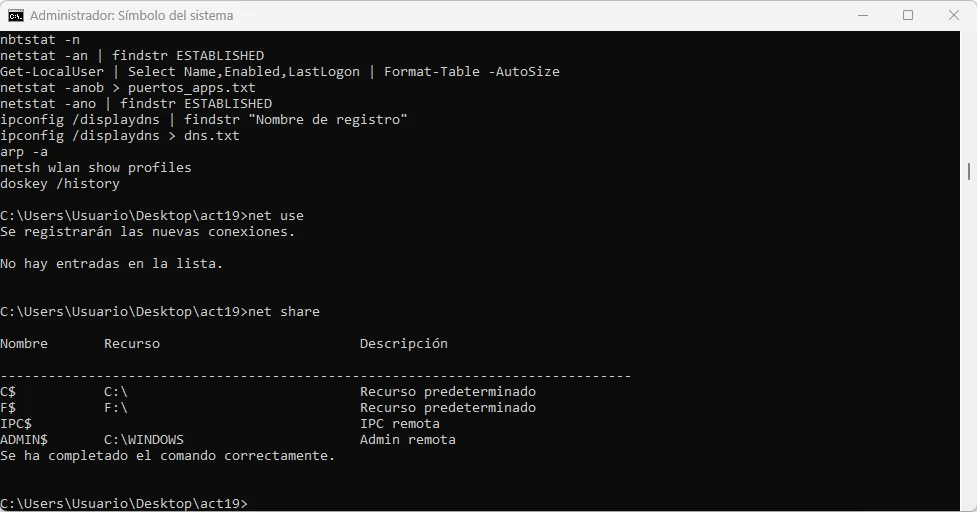 Administrador: Símbolo del sistema
nbtstat -n
netstat -an | findstr ESTABLISHED
Get-LocalUser | Select Name,Enabled,LastLogon | Format-Table -AutoSize
netstat -anob > puertos_apps.txt
netstat -ano | findstr ESTABLISHED
ipconfig /displaydns | findstr "Nombre de registro"
ipconfig /displaydns > dns.txt
arp -a
netsh wlan show profiles
doskey /history
C:\Users\Usuario\Desktop\act19>net use
Se registrarán las nuevas conexiones.
No hay entradas en la lista.
C:\Users\Usuario\Desktop\act19>net share
Nombre       Recurso                         Descripción
-------------------------------------------------------------------------------
C$           C:\                             Recurso predeterminado
F$           F:\                             Recurso predeterminado
IPC$                                         IPC remota
ADMIN$       C:\WINDOWS                      Admin remota
Se ha completado el comando correctamente.
C:\Users\Usuario\Desktop\act19>